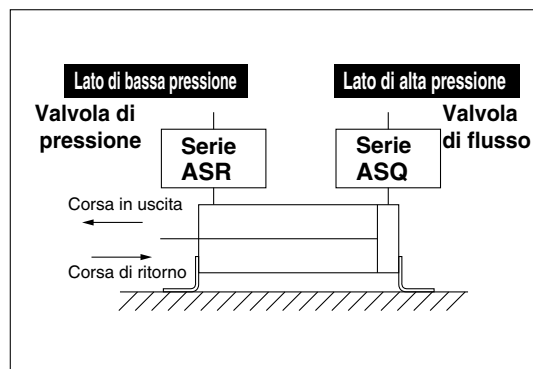 Lato di bassa pressione
Lato di alta pressione
Valvola di
pressione
Valvola
di flusso
Serie
ASR
Serie
ASQ
Corsa in uscita
Corsa di ritorno